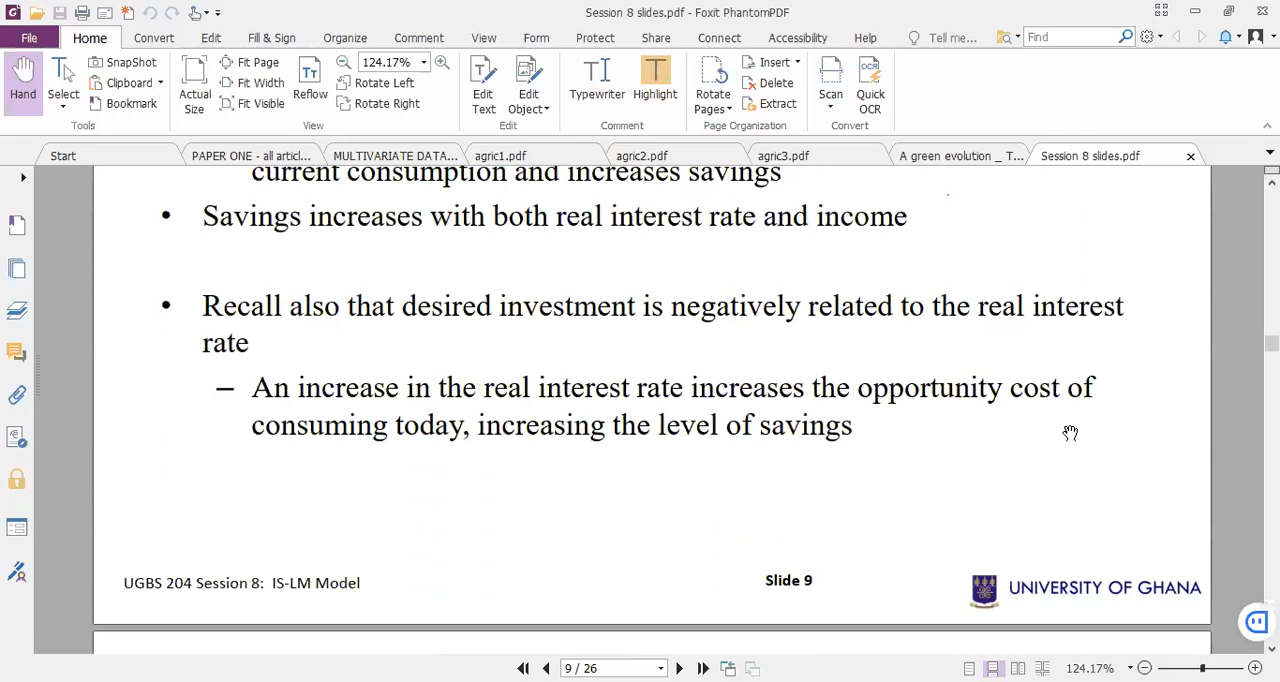 Session 8 slides.pdf - Foxit PhantomPDF
File Home Convert Edit Fill & Sign Organize Comment View Form Protect Share Connect Accessibility Help Tell me... Find
Hand
Select
SnapShot
Clipboard
Bookmark
Tools
Actual Size
Fit Page
Fit Width
Fit Visible
Reflow
124.17%
Rotate Left
Rotate Right
View
Edit Text
Edit Object
Edit
Typewriter
Highlight
Comment
Rotate Pages
Insert
Delete
Extract
Page Organization
Scan
Quick OCR
Convert
Start PAPER ONE - all articl... MULTIVARIATE DATA... agric1.pdf agric2.pdf agric3.pdf A green evolution _ T... Session 8 slides.pdf
current consumption and increases savings
• Savings increases with both real interest rate and income
• Recall also that desired investment is negatively related to the real interest
rate
– An increase in the real interest rate increases the opportunity cost of
consuming today, increasing the level of savings
UGBS 204 Session 8: IS-LM Model
Slide 9
UNIVERSITY OF GHANA
9 / 26
124.17%